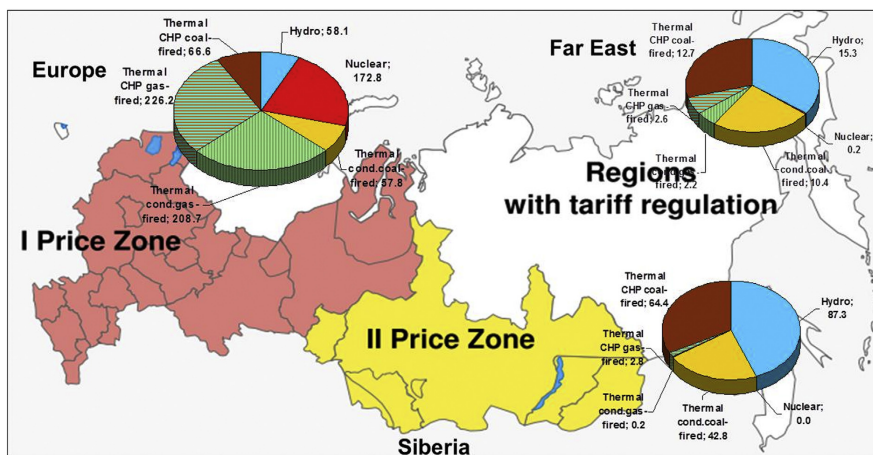 Thermal
CHP coal-
fired; 66.6
Hydro; 58.1
Europe
Nuclear;
172.8
Thermal
CHP gas-
fired;
226.2
Thermal
cond.coal-
fired; 57.8
Thermal
cond.gas-
fired; 208.7
I Price Zone
Far East
Thermal
CHP coal-
fired; 12.7
Hydro;
15.3
Thermal
CHP gas-
fired;
2.6
Nuclear;
0.2
Thermal
fired;
2.2
Thermal
cond.coal-
fired; 10.4
Regions
with tariff regulation
II Price Zone
Siberia
Thermal
CHP coal-
fired; 64.4
Hydro;
87.3
Thermal
CHP gas-
fired; 2.8
Thermal
cond.gas-
fired; 0.2
Thermal
cond.coal-
fired;
42.8
Nuclear;
0.0